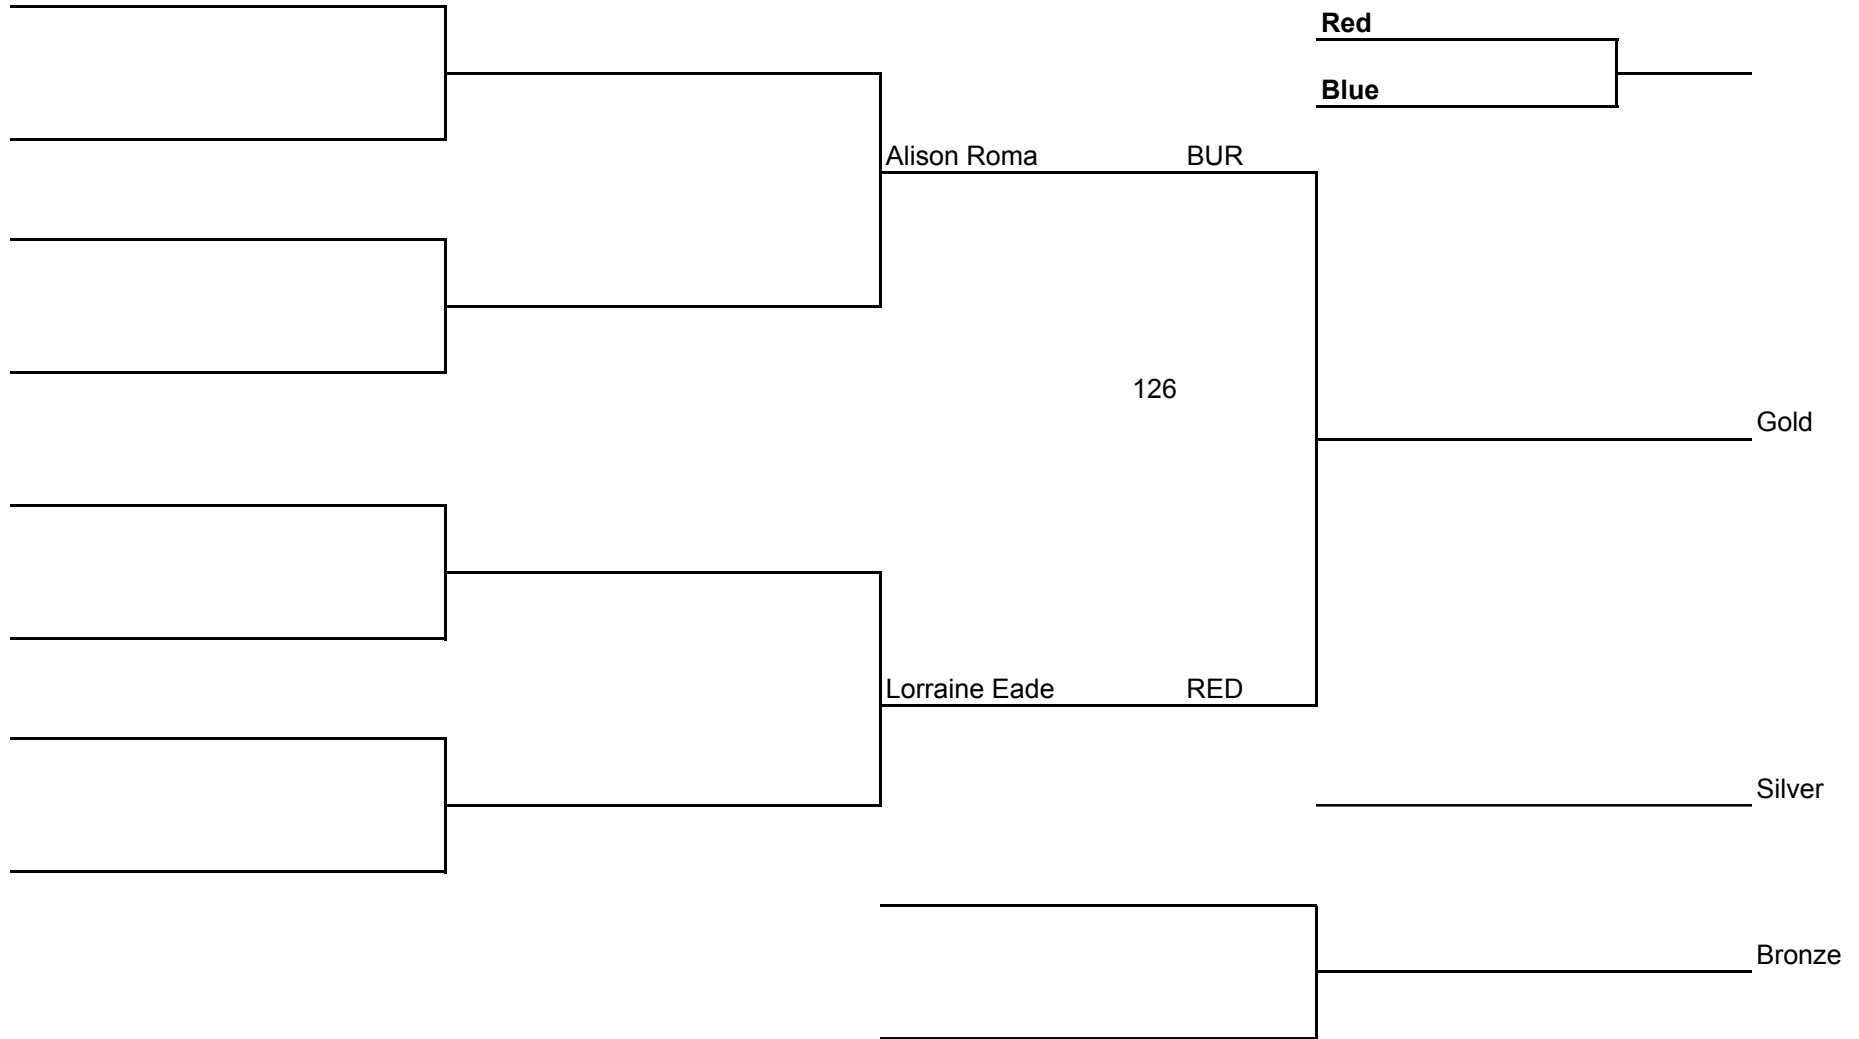 Red
Blue
Alison Roma BUR
126
Gold
Lorraine Eade RED
Silver
Bronze